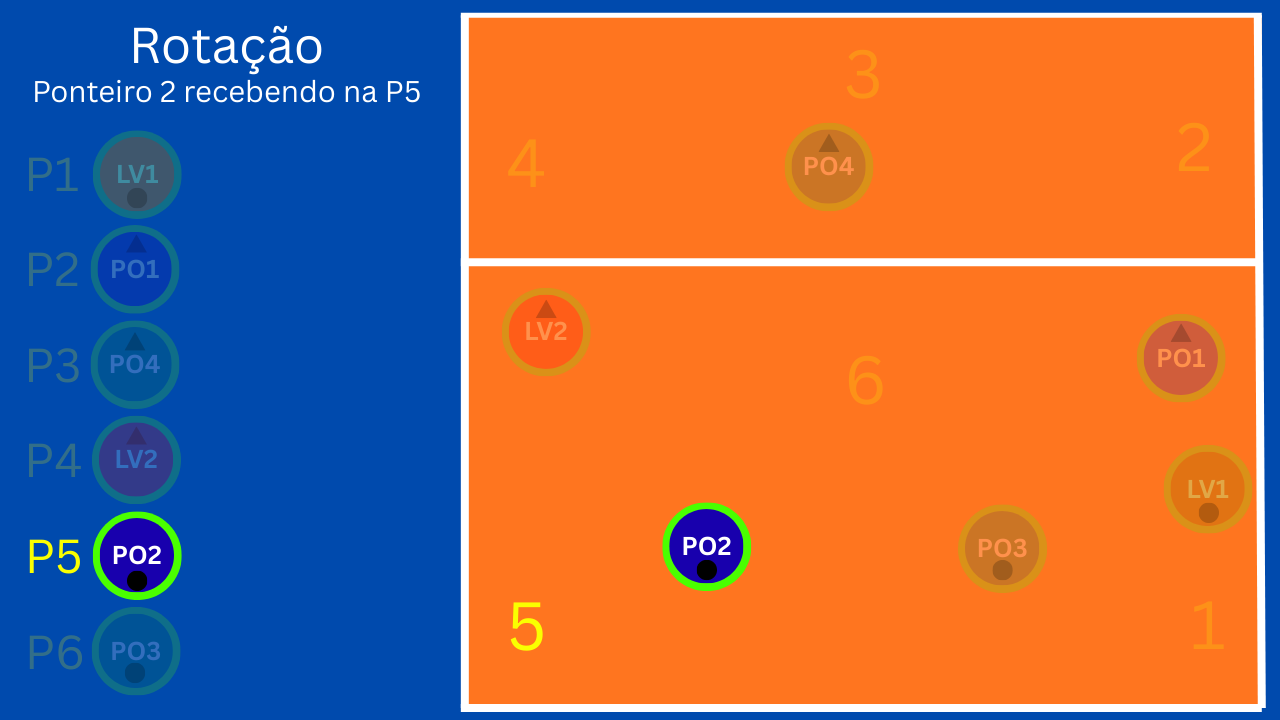 Rotação
Ponteiro 2 recebendo na P5
P1 LV1
P2 PO1
P3 PO4
P4 LV2
P5 PO2
P6 PO3
3
4
2
PO4
LV2
PO1
6
LV1
PO2
PO3
5
1